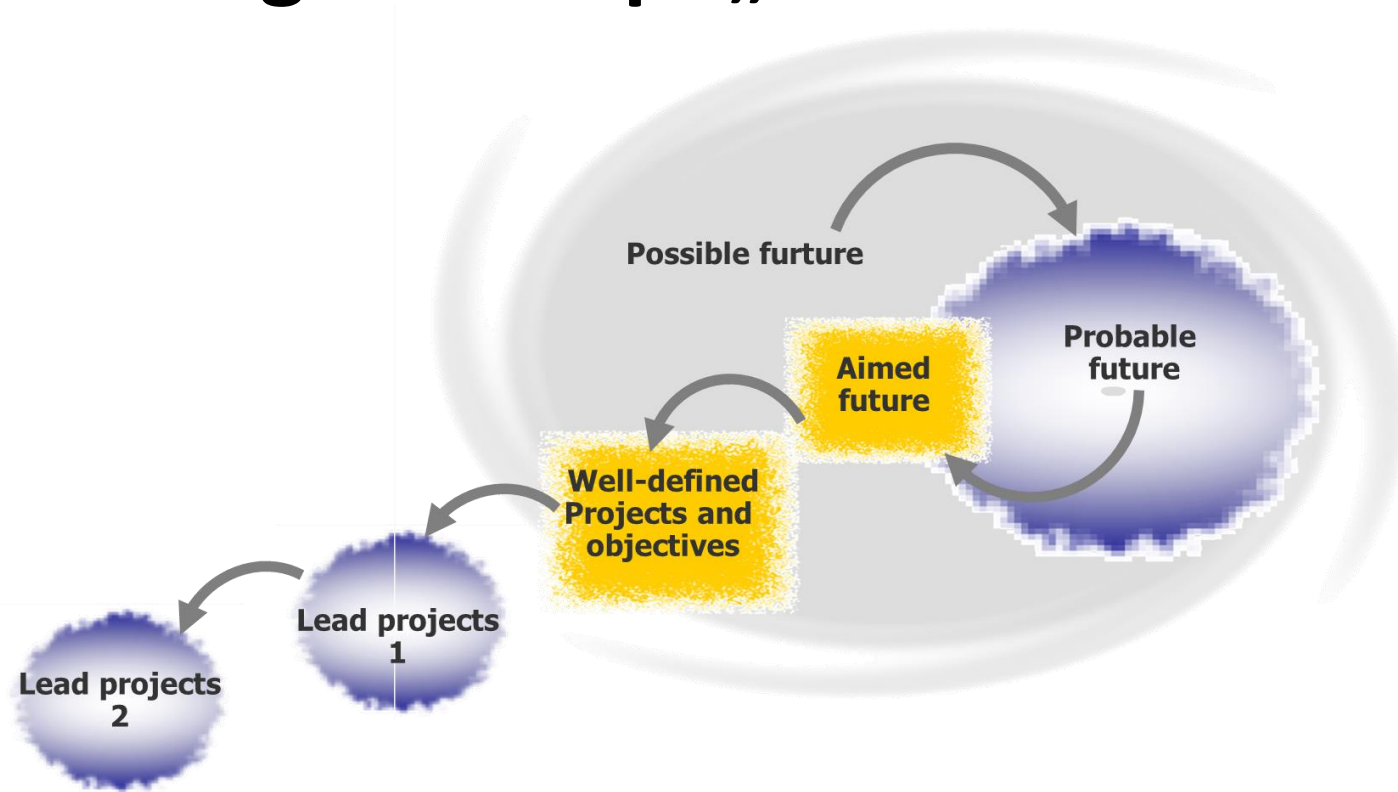 Possible furture
Probable
future
Aimed
future
Well-defined
Projects and
objectives
Lead projects
1
Lead projects
2